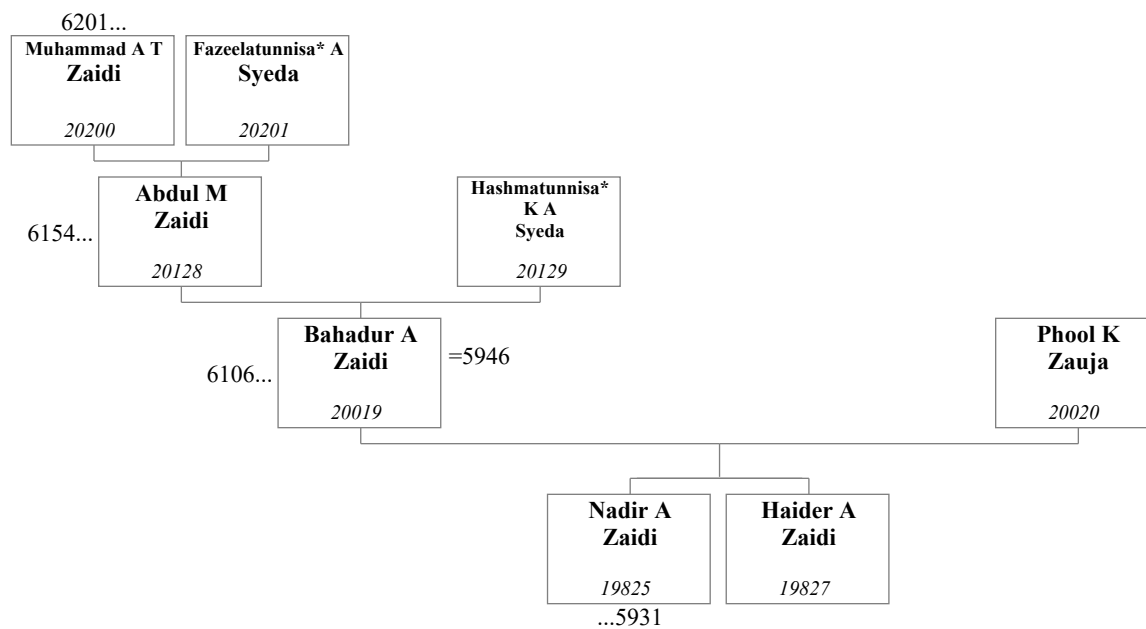 6201...
Muhammad A T
Zaidi
20200
Fazeelatunnisa* A
Syeda
20201
6154...
Abdul M
Zaidi
20128
Hashmatunnisa*
K A
Syeda
20129
6106...
Bahadur A
Zaidi
20019
=5946
Phool K
Zauja
20020
Nadir A
Zaidi
19825
...5931
Haider A
Zaidi
19827